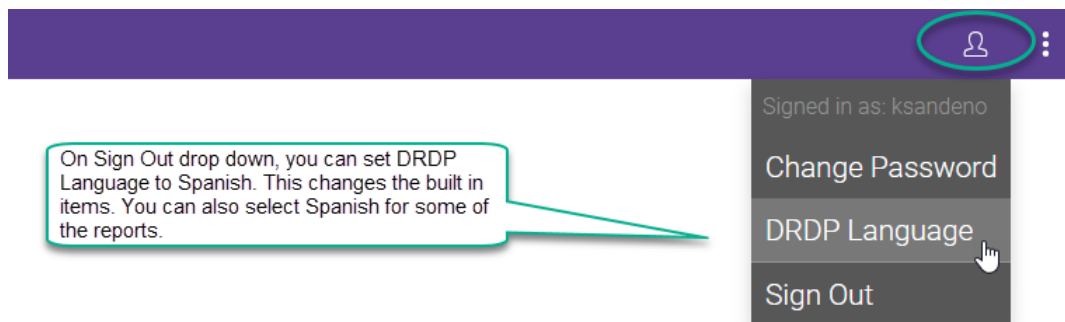 Signed in as: ksandeno
On Sign Out drop down, you can set DRDP
Language to Spanish. This changes the built in
items. You can also select Spanish for some of
the reports.
Change Password
DRDP Language
Sign Out